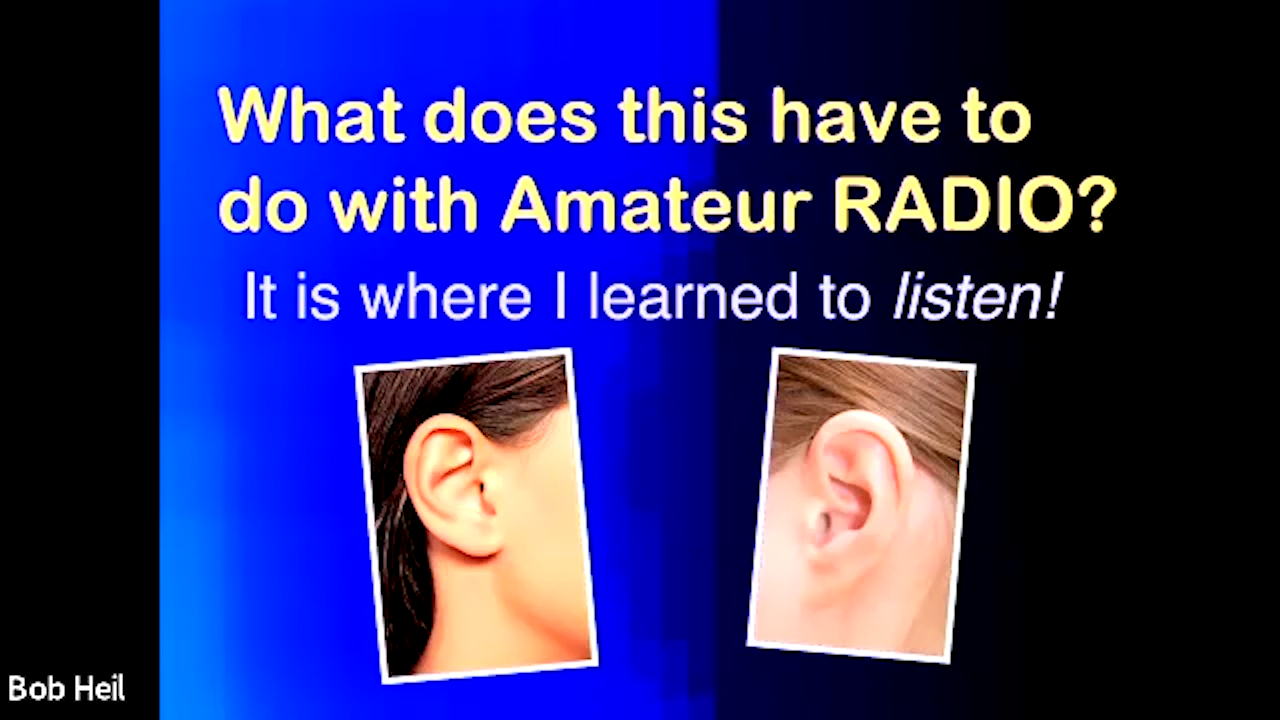 What does this have to
do with Amateur RADIO?
It is where I learned to listen!
Bob Heil